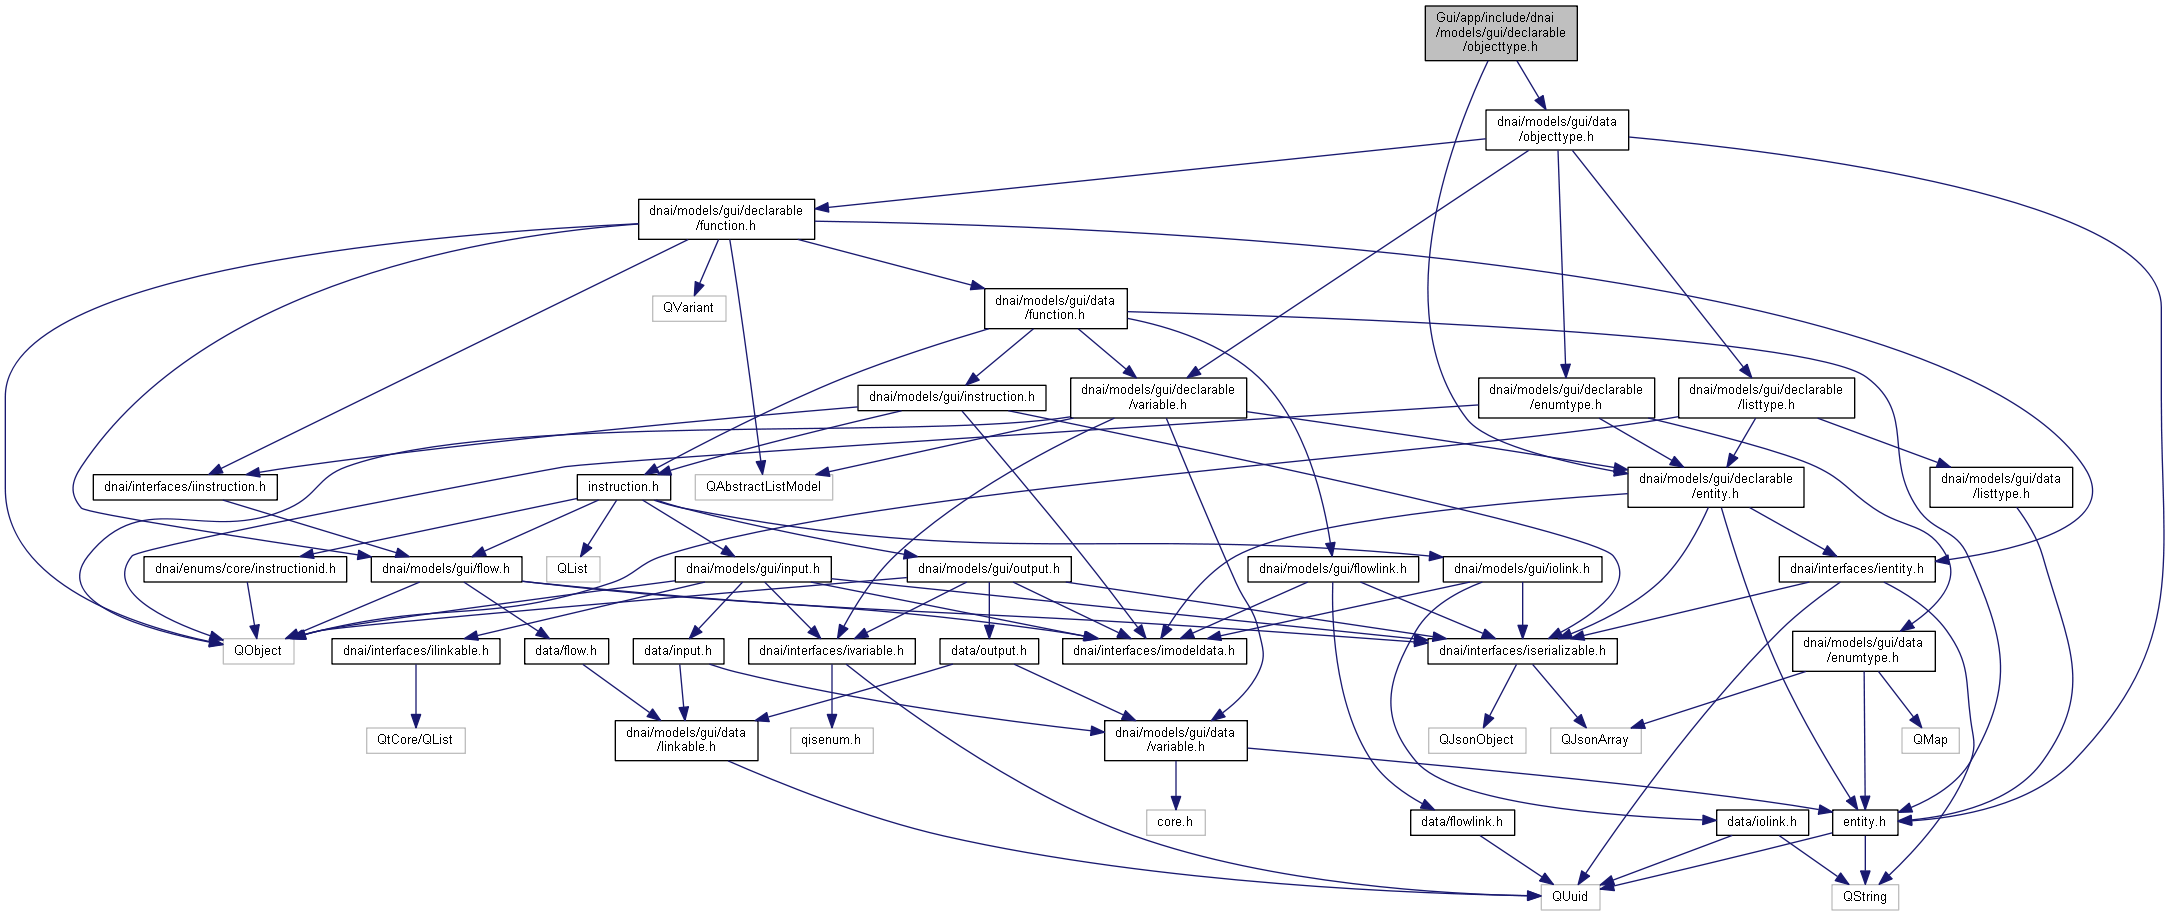 Gui/app/include/dnai
/models/gui/declarable
/objecttype.h
dnai/models/gui/data
/objecttype.h
dnai/models/gui/declarable
/function.h
QVariant
dnai/models/gui/data
/function.h
dnai/models/gui/instruction.h
dnai/models/gui/declarable
/variable.h
dnai/models/gui/declarable
/enumtype.h
dnai/models/gui/declarable
/listtype.h
dnai/interfaces/iinstruction.h
instruction.h
QAbstractListModel
dnai/models/gui/declarable
/entity.h
dnai/models/gui/data
/listtype.h
dnai/enums/core/instructionid.h
dnai/models/gui/flow.h
QList
dnai/models/gui/input.h
dnai/models/gui/output.h
dnai/models/gui/flowlink.h
dnai/models/gui/iolink.h
dnai/interfaces/ientity.h
QObject
dnai/interfaces/ilinkable.h
data/flow.h
data/input.h
dnai/interfaces/ivariable.h
data/output.h
dnai/interfaces/imodeldata.h
dnai/interfaces/iserializable.h
dnai/models/gui/data
/enumtype.h
QtCore/QList
dnai/models/gui/data
/linkable.h
qisenum.h
dnai/models/gui/data
/variable.h
QJsonObject
QJsonArray
QMap
core.h
data/flowlink.h
data/iolink.h
entity.h
QUuid
QString